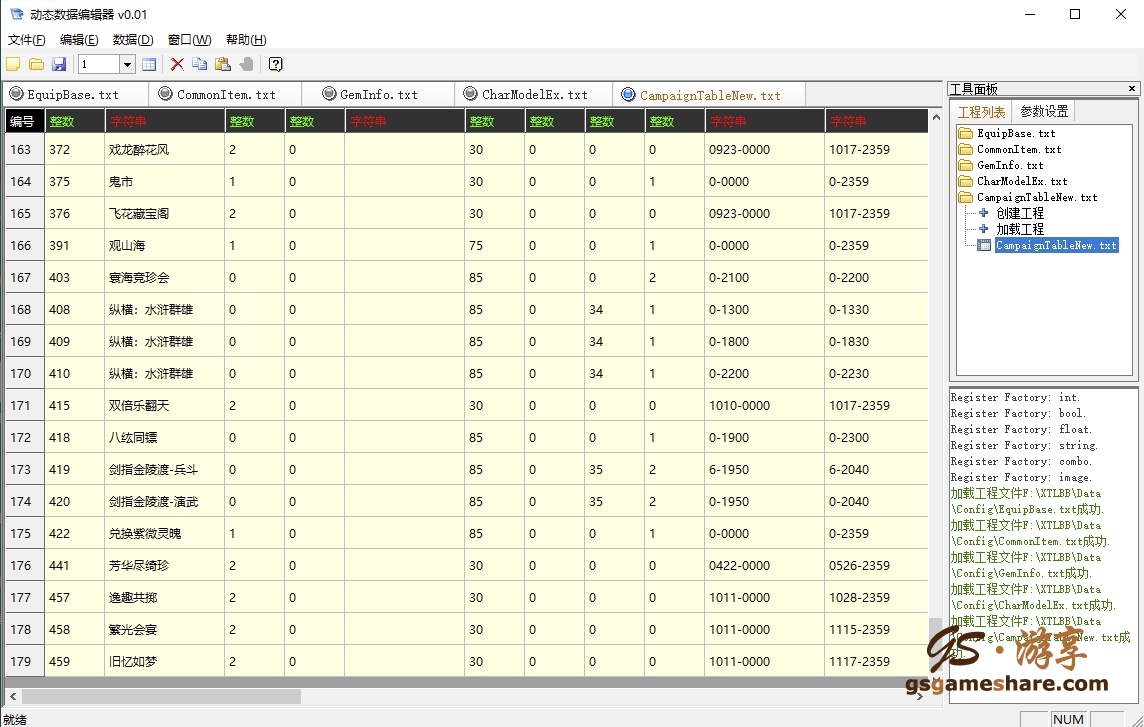 动态数据编辑器 v0.01
文件(F) 编辑(E) 数据(D) 窗口(W) 帮助(H)
1
EquipBase.txt CommonItem.txt GemInfo.txt CharModelEx.txt CampaignTableNew.txt
编号 整数 字符串 整数 整数 字符串 整数 整数 整数 整数 字符串 字符串
163 372 戏龙醉花风 2 0 30 0 0 0 0923-0000 1017-2359
164 375 鬼市 1 0 30 0 0 1 0-0000 0-2359
165 376 飞花藏宝阁 2 0 30 0 0 0 0923-0000 1017-2359
166 391 观山海 1 0 75 0 0 1 0-0000 0-2359
167 403 寰海竞珍会 0 0 85 0 0 2 0-2100 0-2200
168 408 纵横：水浒群雄 0 0 85 0 34 1 0-1300 0-1330
169 409 纵横：水浒群雄 0 0 85 0 34 1 0-1800 0-1830
170 410 纵横：水浒群雄 0 0 85 0 34 1 0-2200 0-2230
171 415 双倍乐翻天 2 0 30 0 0 0 1010-0000 1017-2359
172 418 八纮同镖 0 0 85 0 0 1 0-1900 0-2300
173 419 剑指金陵渡-兵斗 0 0 85 0 35 2 6-1950 6-2040
174 420 剑指金陵渡-演武 0 0 85 0 35 2 0-1950 0-2040
175 422 兑换紫微灵魄 1 0 85 0 0 1 0-0000 0-2359
176 441 芳华尽绮珍 2 0 30 0 0 0 0422-0000 0526-2359
177 457 逸趣共掷 2 0 30 0 0 0 1011-0000 1028-2359
178 458 繁光会宴 2 0 30 0 0 0 1011-0000 1115-2359
179 459 旧忆如梦 2 0 30 0 0 0 1011-0000 1117-2359
工具面板
工程列表 参数设置
EquipBase.txt
CommonItem.txt
GemInfo.txt
CharModelEx.txt
CampaignTableNew.txt
创建工程
加载工程
CampaignTableNew.txt
Register Factory: int.
Register Factory: bool.
Register Factory: float.
Register Factory: string.
Register Factory: combo.
Register Factory: image.
加载工程文件F:\XTLBB\Data
\Config\EquipBase.txt成功.
加载工程文件F:\XTLBB\Data
\Config\CommonItem.txt成功.
加载工程文件F:\XTLBB\Data
\Config\GemInfo.txt成功.
加载工程文件F:\XTLBB\Data
\Config\CharModelEx.txt成功.
加载工程文件F:\XTLBB\Data
\Config\CampaignTableNew.txt成
功.
GS·游享
gsgameshare.com
就绪 NUM